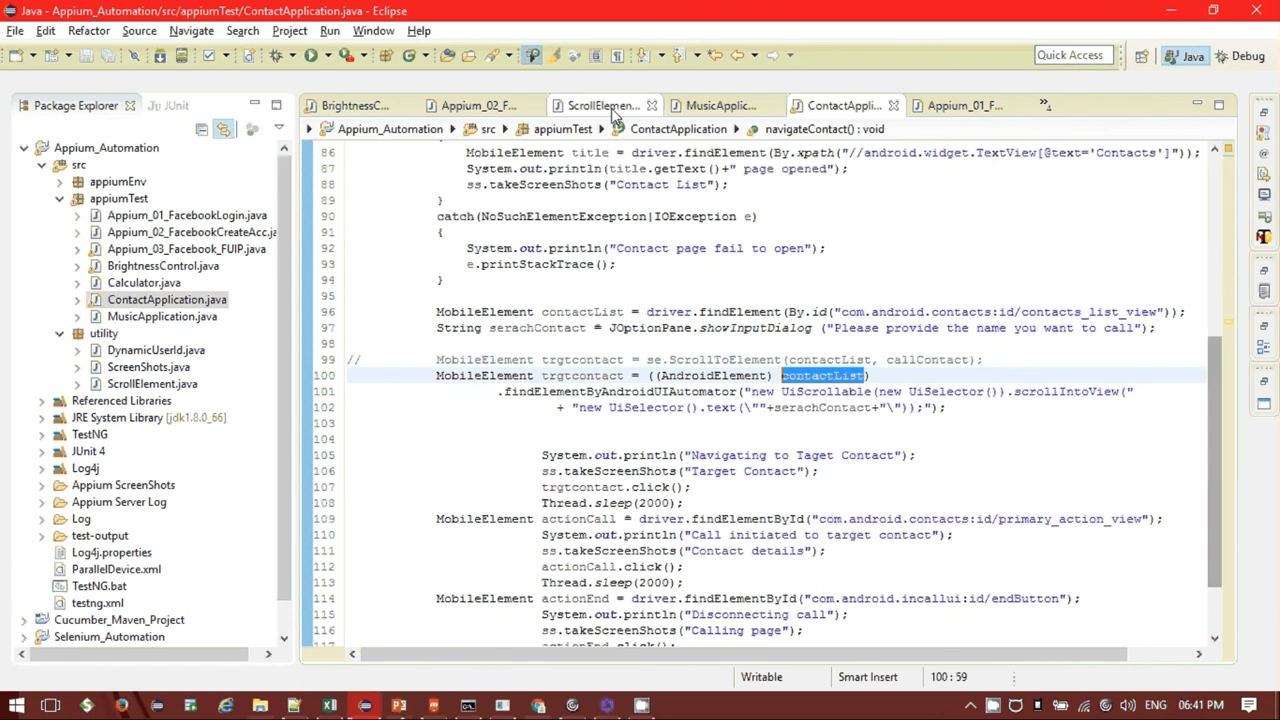 Java - Appium_Automation/src/appiumTest/ContactApplication.java - Eclipse
File Edit Refactor Source Navigate Search Project Run Window Help
Quick Access Java Debug
Package Explorer JUnit
BrightnessC... Appium_02_F... ScrollElemen... MusicApplic... ContactAppli... Appium_01_F... »4
Appium_Automation src appiumTest ContactApplication navigateContact() : void
Appium_Automation
src
appiumEnv
appiumTest
Appium_01_FacebookLogin.java
Appium_02_FacebookCreateAcc.ja
Appium_03_Facebook_FUIP.java
BrightnessControl.java
Calculator.java
ContactApplication.java
MusicApplication.java
utility
DynamicUserId.java
ScreenShots.java
ScrollElement.java
Referenced Libraries
JRE System Library [jdk1.8.0_66]
TestNG
JUnit 4
Log4j
Appium ScreenShots
Appium Server Log
Log
test-output
Log4j.properties
ParallelDevice.xml
TestNG.bat
testng.xml
Cucumber_Maven_Project
Selenium_Automation
86 MobileElement title = driver.findElement(By.xpath("//android.widget.TextView[@text='Contacts']"));
87 System.out.println(title.getText()+" page opened");
88 ss.takeScreenShots("Contact List");
89 }
90 catch(NoSuchElementException|IOException e)
91 {
92 System.out.println("Contact page fail to open");
93 e.printStackTrace();
94 }
95
96 MobileElement contactList = driver.findElement(By.id("com.android.contacts:id/contacts_list_view"));
97 String serachContact = JOptionPane.showInputDialog ("Please provide the name you want to call");
98
99 // MobileElement trgtcontact = se.ScrollToElement(contactList, callContact);
100 MobileElement trgtcontact = ((AndroidElement) contactList)
101 .findElementByAndroidUIAutomator("new UiScrollable(new UiSelector()).scrollIntoView("
102 + "new UiSelector().text(\""+serachContact+"\"));");
103
104
105 System.out.println("Navigating to Taget Contact");
106 ss.takeScreenShots("Target Contact");
107 trgtcontact.click();
108 Thread.sleep(2000);
109 MobileElement actionCall = driver.findElementById("com.android.contacts:id/primary_action_view");
110 System.out.println("Call initiated to target contact");
111 ss.takeScreenShots("Contact details");
112 actionCall.click();
113 Thread.sleep(2000);
114 MobileElement actionEnd = driver.findElementById("com.android.incallui:id/endButton");
115 System.out.println("Disconnecting call");
116 ss.takeScreenShots("Calling page");
117 actionEnd.click();
Writable Smart Insert 100 : 59
06:41 PM